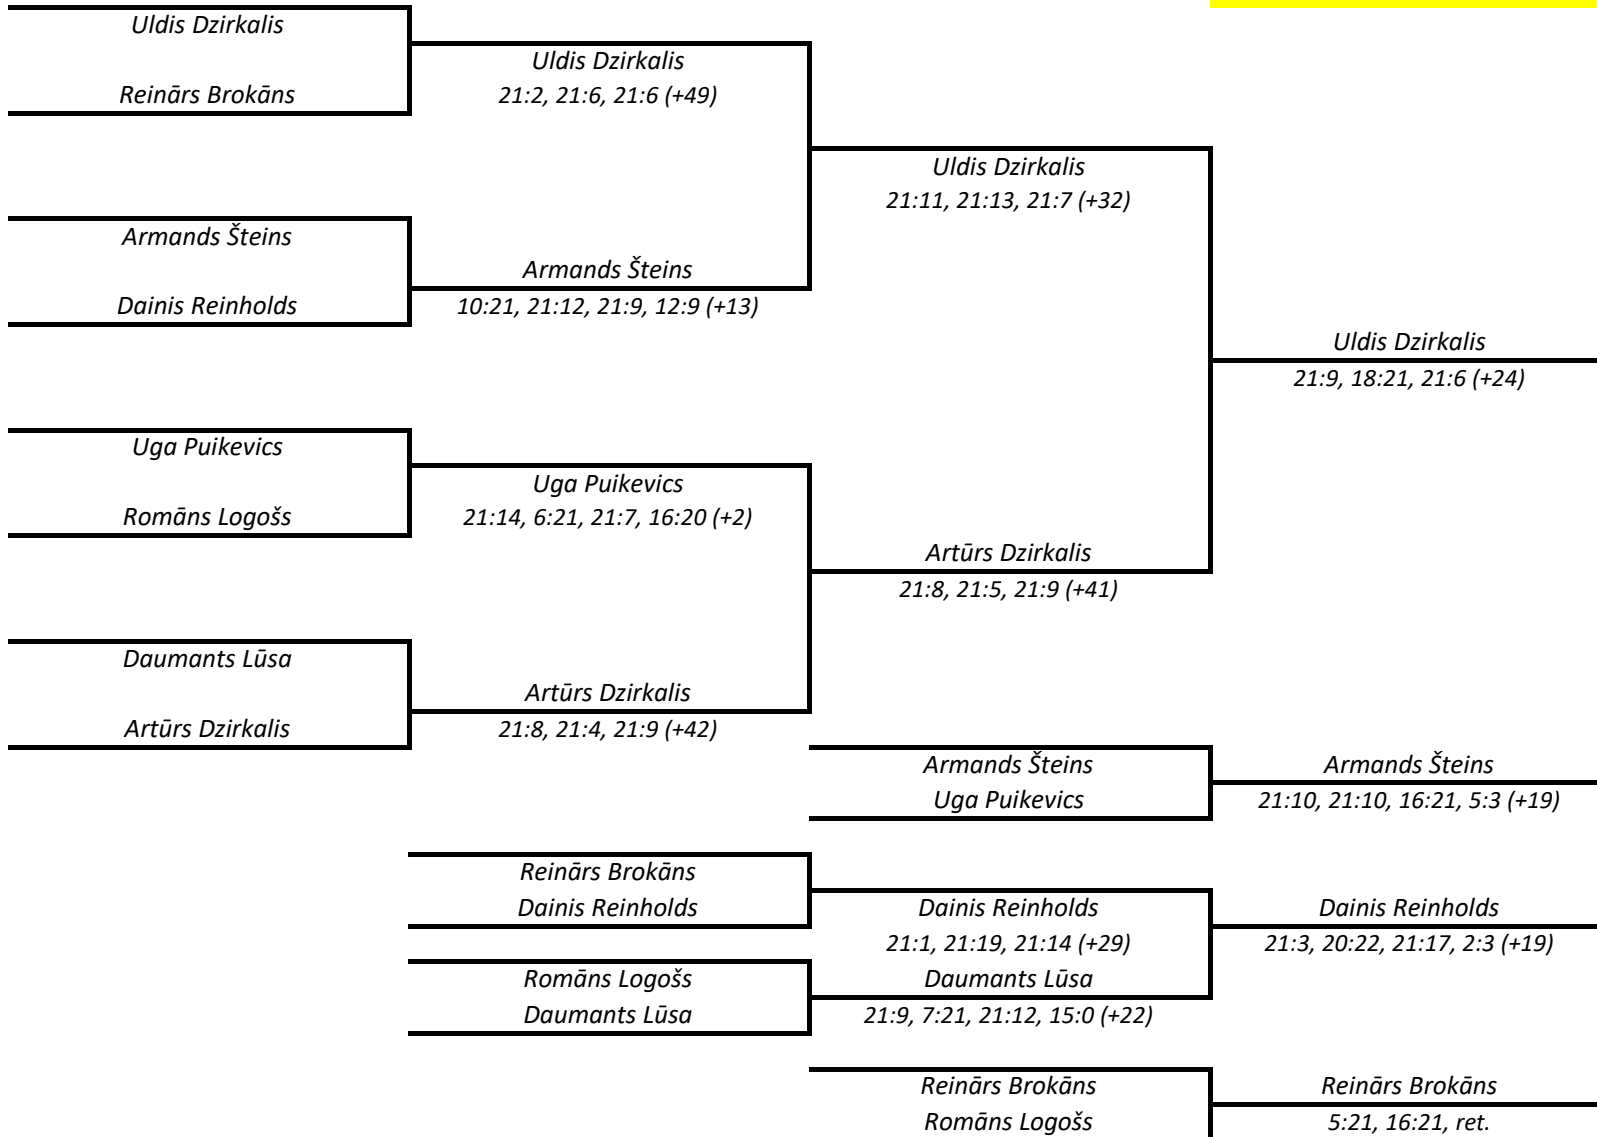 Uldis Dzirkalis
Reinārs Brokāns
Uldis Dzirkalis
21:2, 21:6, 21:6 (+49)
Uldis Dzirkalis
21:11, 21:13, 21:7 (+32)
Armands Šteins
Dainis Reinholds
Armands Šteins
10:21, 21:12, 21:9, 12:9 (+13)
Uldis Dzirkalis
21:9, 18:21, 21:6 (+24)
Uga Puikevics
Romāns Logošs
Uga Puikevics
21:14, 6:21, 21:7, 16:20 (+2)
Artūrs Dzirkalis
21:8, 21:5, 21:9 (+41)
Daumants Lūsa
Artūrs Dzirkalis
Artūrs Dzirkalis
21:8, 21:4, 21:9 (+42)
Armands Šteins
Uga Puikevics
Armands Šteins
21:10, 21:10, 16:21, 5:3 (+19)
Reinārs Brokāns
Dainis Reinholds
Dainis Reinholds
21:1, 21:19, 21:14 (+29)
Dainis Reinholds
21:3, 20:22, 21:17, 2:3 (+19)
Romāns Logošs
Daumants Lūsa
Daumants Lūsa
21:9, 7:21, 21:12, 15:0 (+22)
Reinārs Brokāns
Romāns Logošs
Reinārs Brokāns
5:21, 16:21, ret.